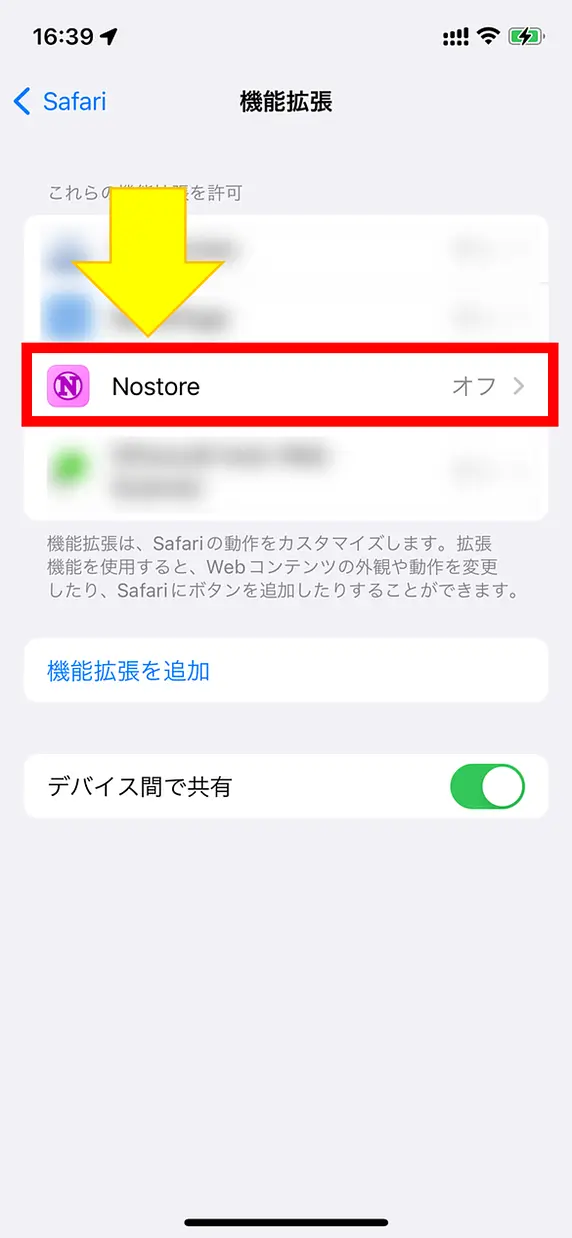 16:39
Safari
機能拡張
これらの機能拡張を許可
N
Nostore
オフ
機能拡張は、Safariの動作をカスタマイズします。拡張
機能を使用すると、Webコンテンツの外観や動作を変更
したり、Safariにボタンを追加したりすることができます。
機能拡張を追加
デバイス間で共有